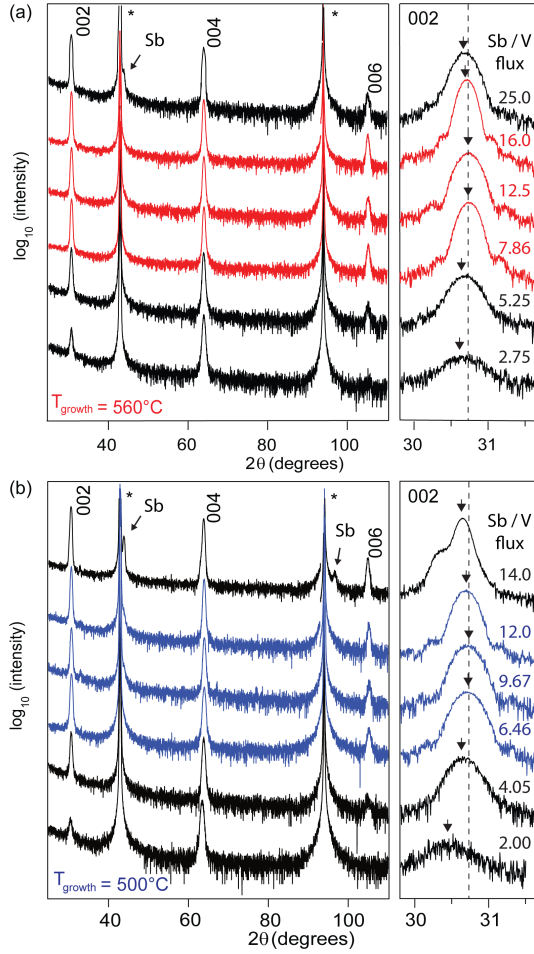 (a)
002
*
Sb
004
*
006
002
Sb / V
flux
25.0
16.0
12.5
7.86
5.25
2.75
log10 (intensity)
Tgrowth = 560°C
40 60 80 100
2θ (degrees)
30 31
(b)
002
*
Sb
004
*
Sb
006
002
Sb / V
flux
14.0
12.0
9.67
6.46
4.05
2.00
log10 (intensity)
Tgrowth = 500°C
40 60 80 100
2θ (degrees)
30 31